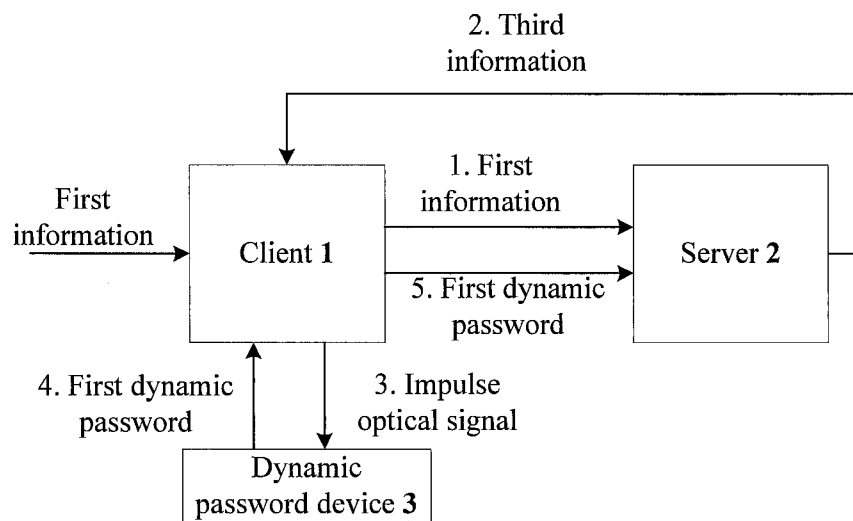 2. Third
information
1. First
information
First
information
Client 1
Server 2
5. First dynamic
password
4. First dynamic
password
3. Impulse
optical signal
Dynamic
password device 3